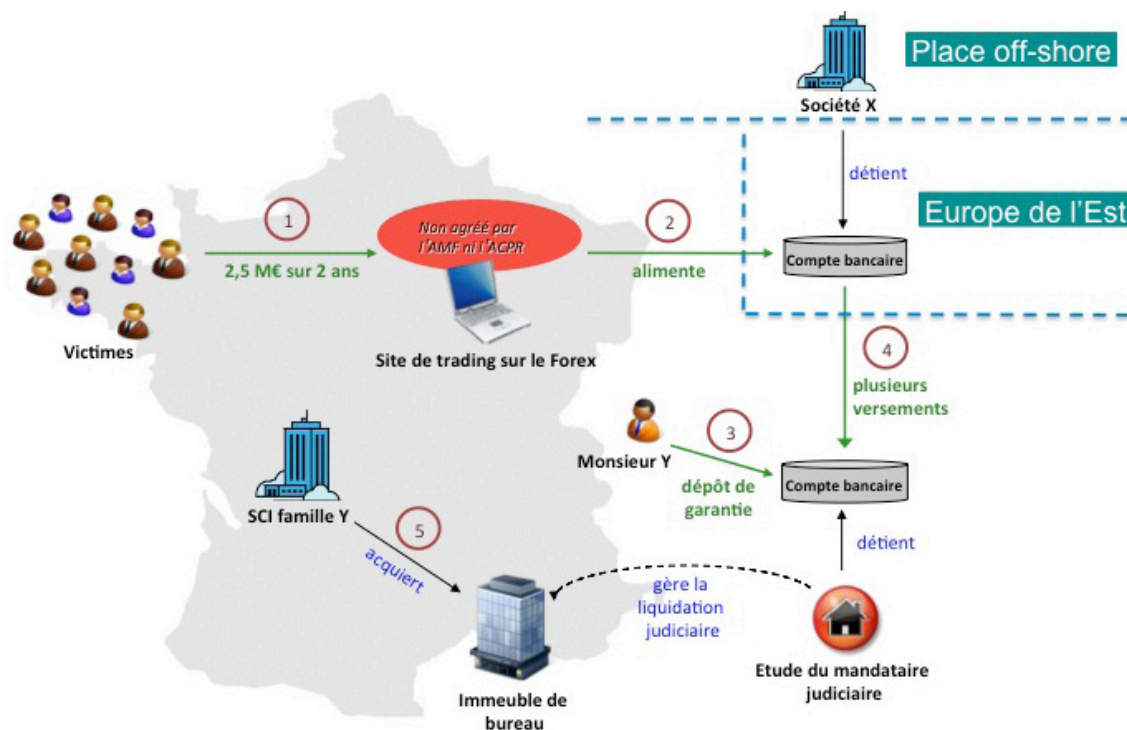 Place off-shore
Société X
détient
Europe de l'Est
1
Non agréé par
l'AMF ni l'ACPR
2
Compte bancaire
2,5 M€ sur 2 ans
alimente
Victimes
Site de trading sur le Forex
4
plusieurs
versements
3
Monsieur Y
dépôt de
garantie
Compte bancaire
SCI famille Y
5
acquiert
détient
gère la
liquidation
judiciaire
Immeuble de
bureau
Etude du mandataire
judiciaire